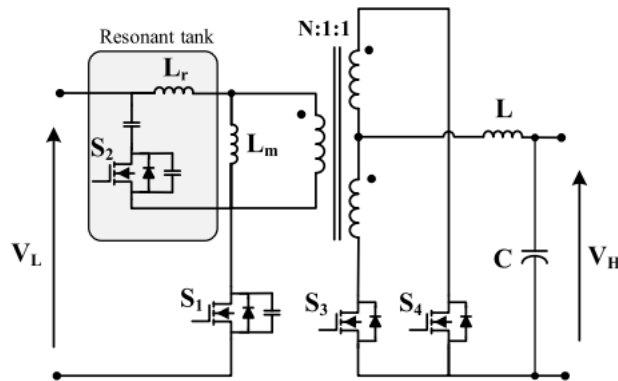 Resonant tank
N:1:1
Lr
S2
Lm
L
VL
C
VH
S1
S3
S4